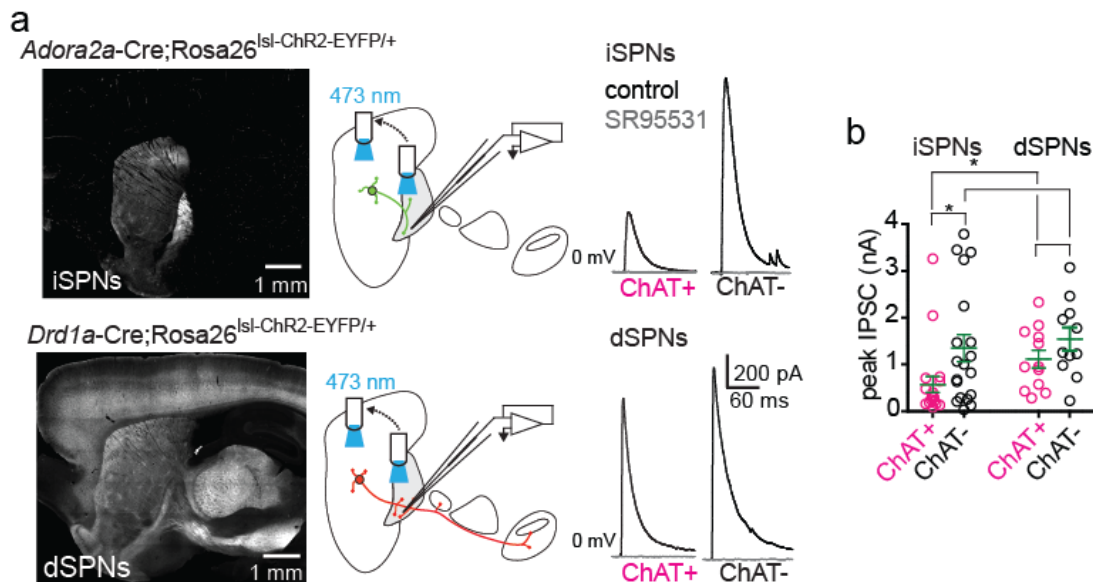 a
Adora2a-Cre;Rosa26lsl-ChR2-EYFP/+
iSPNs
1 mm
473 nm
iSPNs
control
SR95531
0 mV
ChAT+
ChAT-
Drd1a-Cre;Rosa26lsl-ChR2-EYFP/+
dSPNs
1 mm
473 nm
dSPNs
200 pA
60 ms
0 mV
ChAT+
ChAT-
b
iSPNs dSPNs
*
*
peak IPSC (nA)
4
3
2
1
0
ChAT+
ChAT-
ChAT+
ChAT-